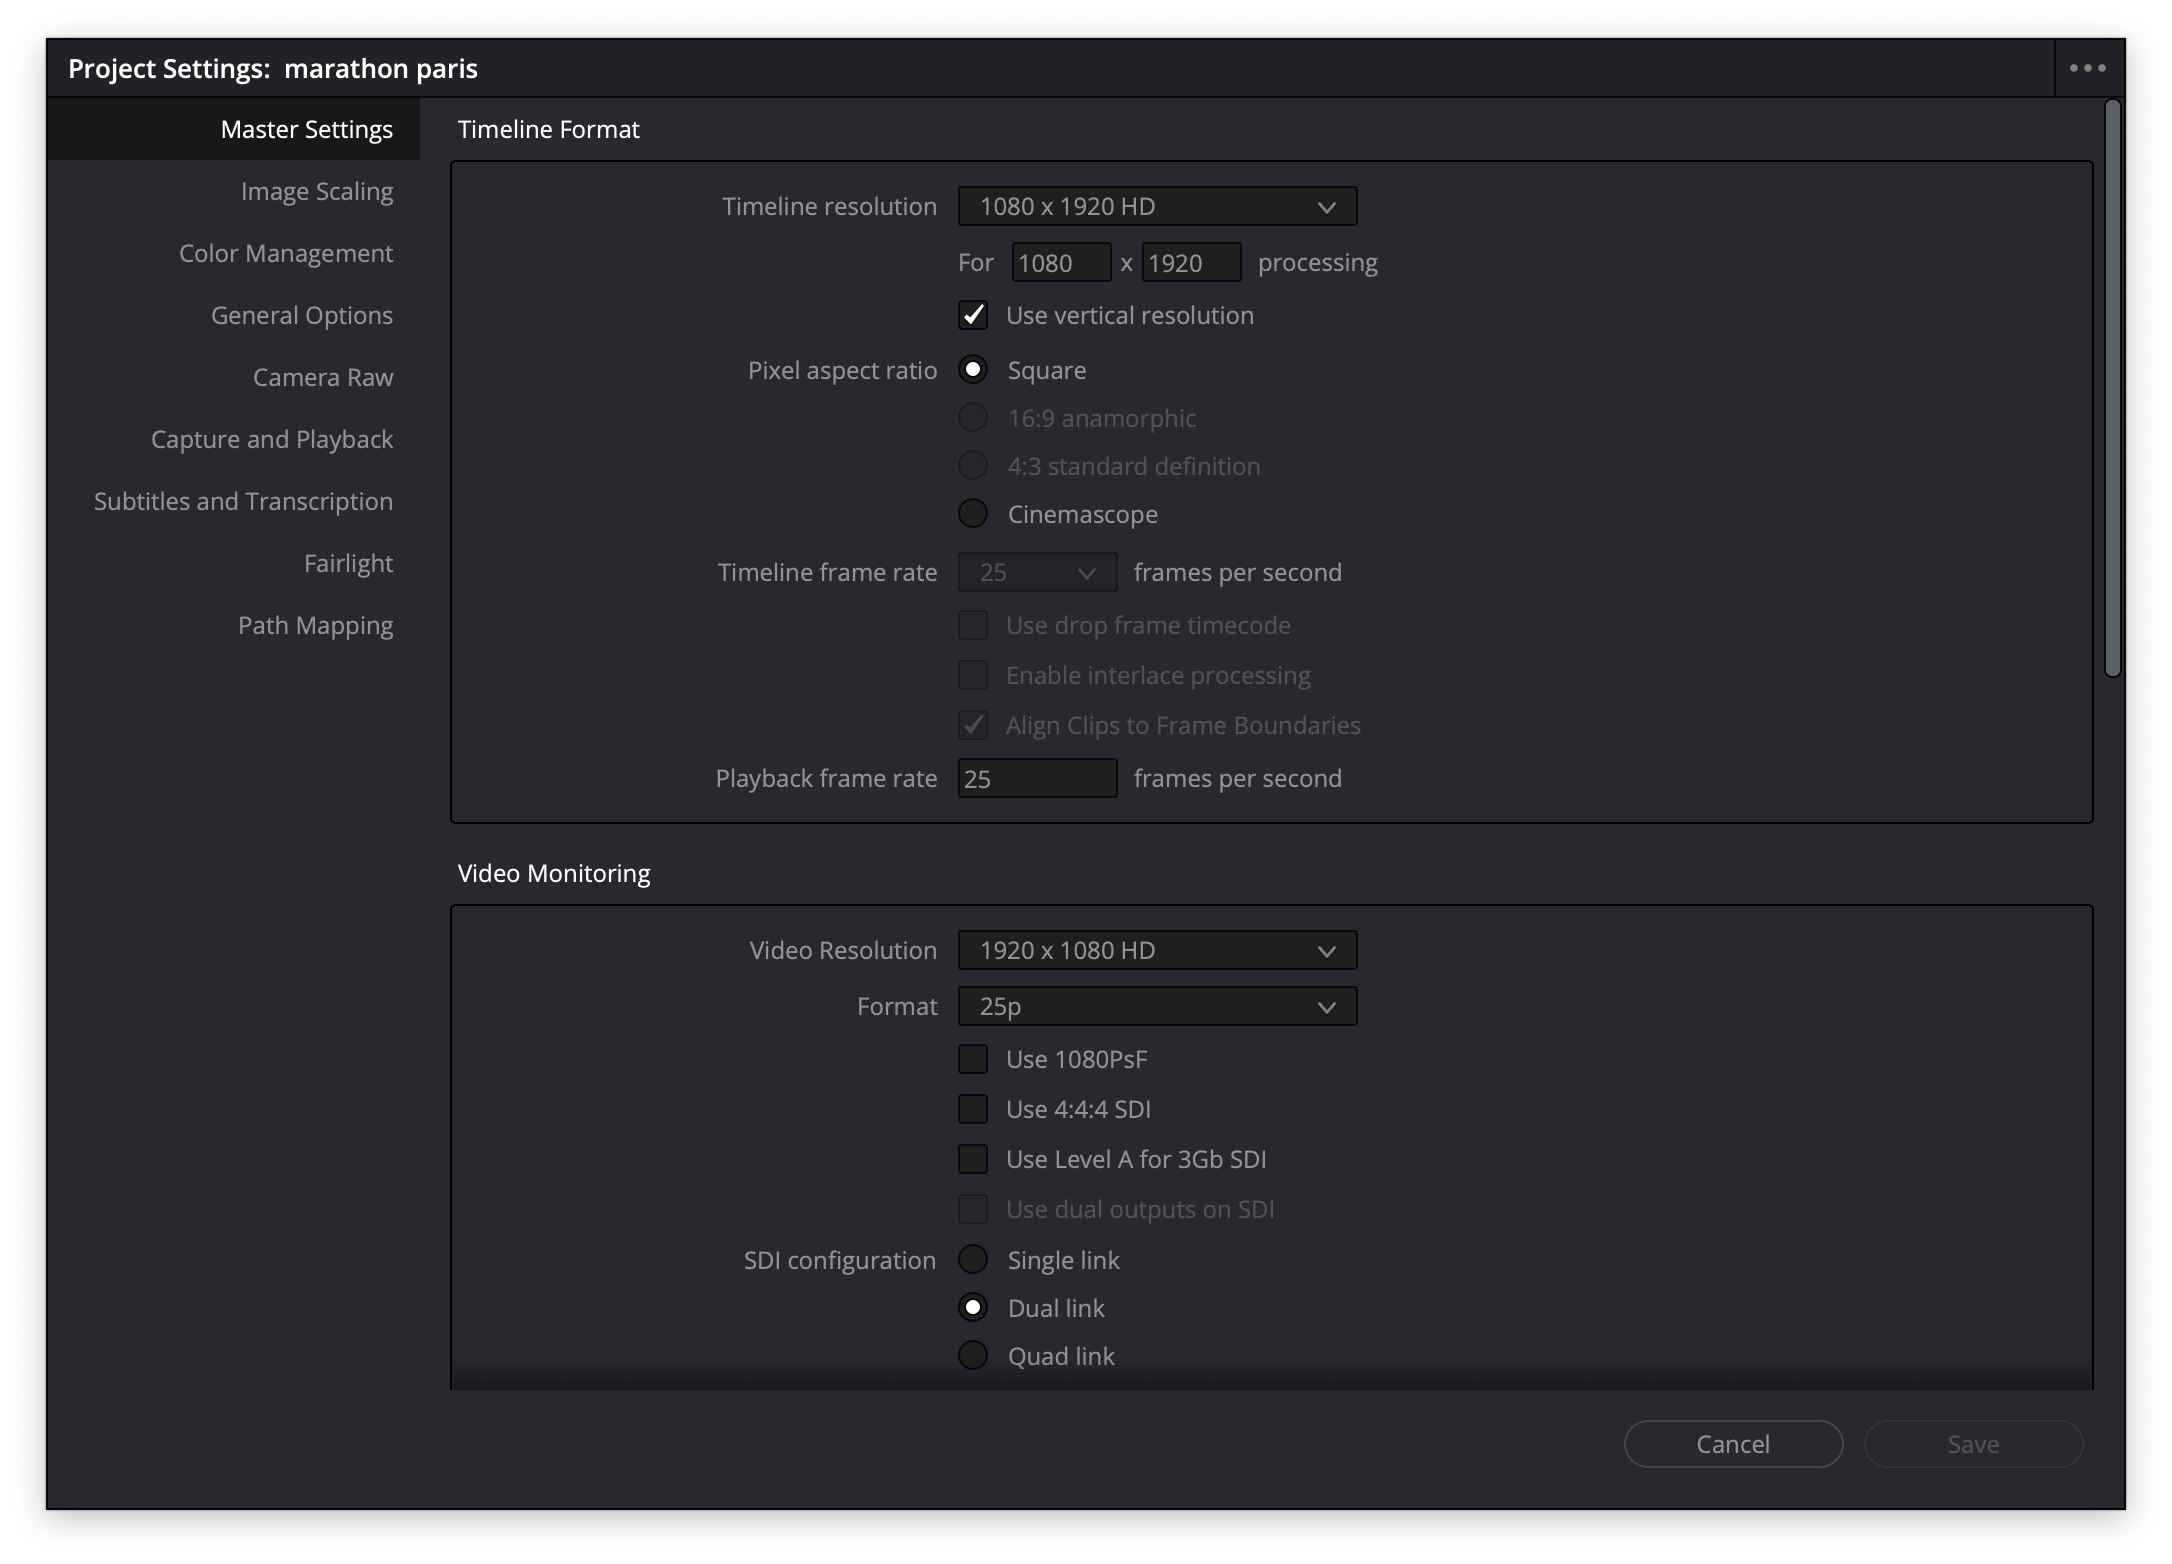 Project Settings: marathon paris
Master Settings
Image Scaling
Color Management
General Options
Camera Raw
Capture and Playback
Subtitles and Transcription
Fairlight
Path Mapping
Timeline Format
Timeline resolution 1080 x 1920 HD
For 1080 x 1920 processing
Use vertical resolution
Pixel aspect ratio Square
16:9 anamorphic
4:3 standard definition
Cinemascope
Timeline frame rate 25 frames per second
Use drop frame timecode
Enable interlace processing
Align Clips to Frame Boundaries
Playback frame rate 25 frames per second
Video Monitoring
Video Resolution 1920 x 1080 HD
Format 25p
Use 1080PsF
Use 4:4:4 SDI
Use Level A for 3Gb SDI
Use dual outputs on SDI
SDI configuration Single link
Dual link
Quad link
Cancel Save